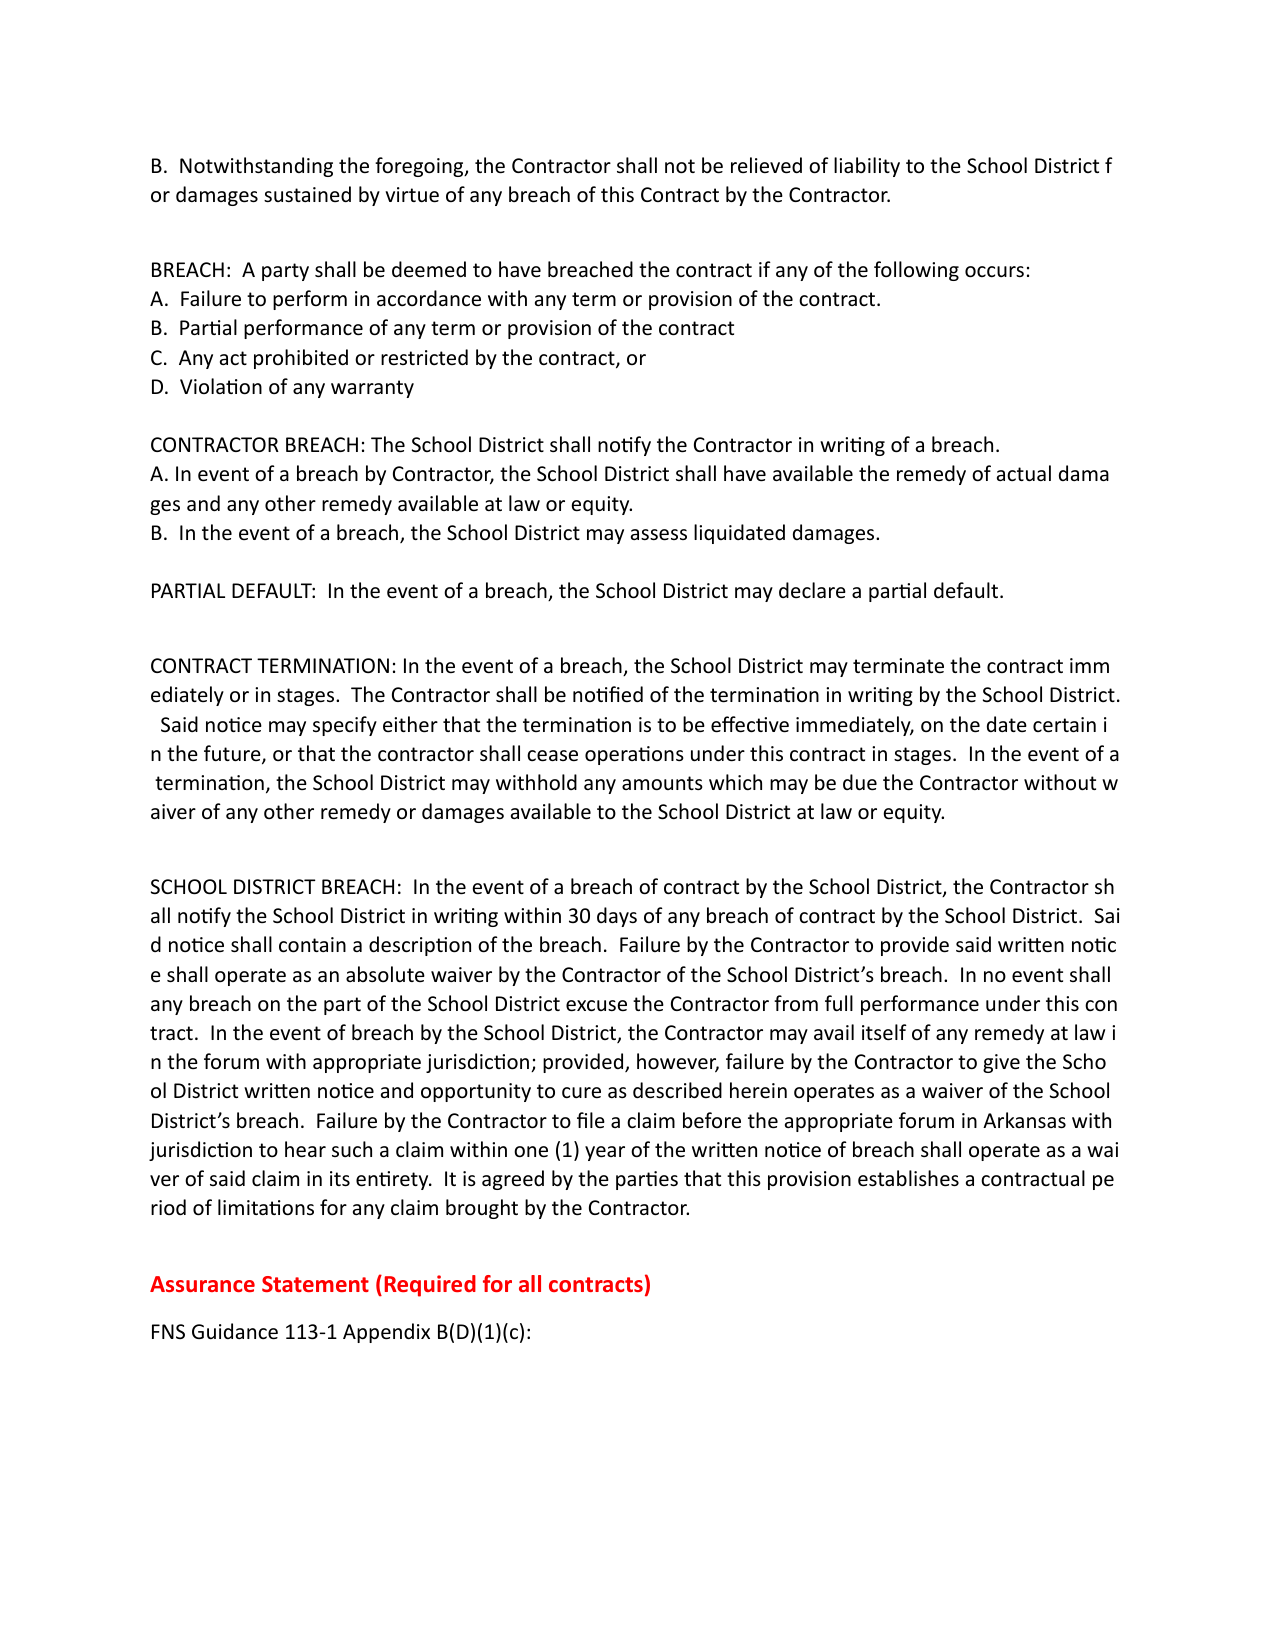 B.  Notwithstanding the foregoing, the Contractor shall not be relieved of liability to the School District f
or damages sustained by virtue of any breach of this Contract by the Contractor.
BREACH:  A party shall be deemed to have breached the contract if any of the following occurs:
A.  Failure to perform in accordance with any term or provision of the contract.
B.  Partial performance of any term or provision of the contract
C.  Any act prohibited or restricted by the contract, or
D.  Violation of any warranty
CONTRACTOR BREACH: The School District shall notify the Contractor in writing of a breach.
A. In event of a breach by Contractor, the School District shall have available the remedy of actual dama
ges and any other remedy available at law or equity.
B.  In the event of a breach, the School District may assess liquidated damages.
PARTIAL DEFAULT:  In the event of a breach, the School District may declare a partial default.
CONTRACT TERMINATION: In the event of a breach, the School District may terminate the contract imm
ediately or in stages.  The Contractor shall be notified of the termination in writing by the School District.
Said notice may specify either that the termination is to be effective immediately, on the date certain i
n the future, or that the contractor shall cease operations under this contract in stages.  In the event of a
termination, the School District may withhold any amounts which may be due the Contractor without w
aiver of any other remedy or damages available to the School District at law or equity.
SCHOOL DISTRICT BREACH:  In the event of a breach of contract by the School District, the Contractor sh
all notify the School District in writing within 30 days of any breach of contract by the School District.  Sai
d notice shall contain a description of the breach.  Failure by the Contractor to provide said written notic
e shall operate as an absolute waiver by the Contractor of the School District’s breach.  In no event shall
any breach on the part of the School District excuse the Contractor from full performance under this con
tract.  In the event of breach by the School District, the Contractor may avail itself of any remedy at law i
n the forum with appropriate jurisdiction; provided, however, failure by the Contractor to give the Scho
ol District written notice and opportunity to cure as described herein operates as a waiver of the School
District’s breach.  Failure by the Contractor to file a claim before the appropriate forum in Arkansas with
jurisdiction to hear such a claim within one (1) year of the written notice of breach shall operate as a wai
ver of said claim in its entirety.  It is agreed by the parties that this provision establishes a contractual pe
riod of limitations for any claim brought by the Contractor.
Assurance Statement (Required for all contracts)
FNS Guidance 113-1 Appendix B(D)(1)(c):